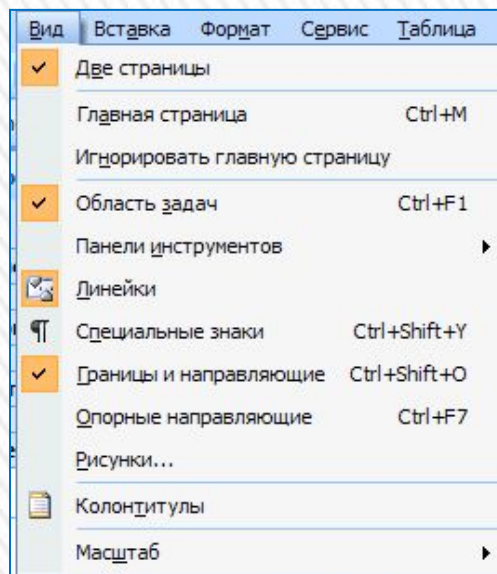 Вид Вставка Формат Сервис Таблица
Две страницы
Главная страница Ctrl+M
Игнорировать главную страницу
Область задач Ctrl+F1
Панели инструментов
Линейки
Специальные знаки Ctrl+Shift+Y
Границы и направляющие Ctrl+Shift+O
Опорные направляющие Ctrl+F7
Рисунки...
Колонтитулы
Масштаб